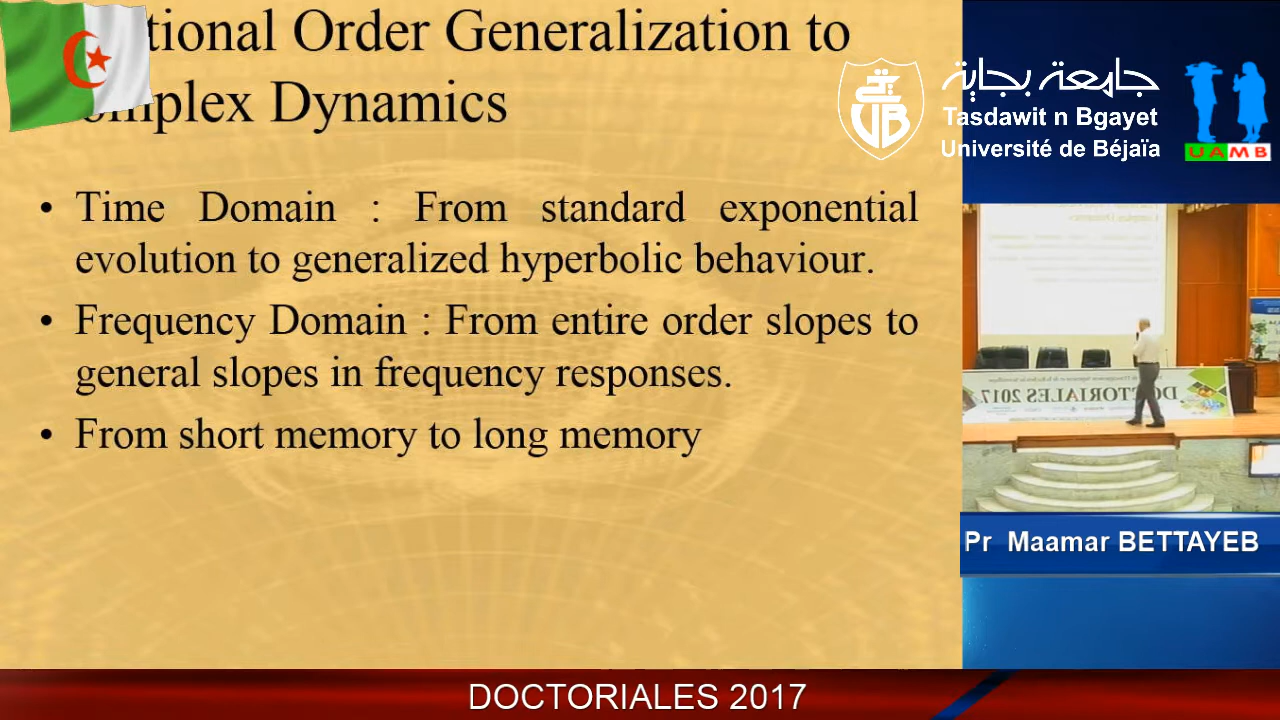 tional Order Generalization to
mplex Dynamics
• Time Domain : From standard exponential
evolution to generalized hyperbolic behaviour.
• Frequency Domain : From entire order slopes to
general slopes in frequency responses.
• From short memory to long memory
جامعة بجاية
Tasdawit n Bgayet
Université de Béjaïa
UAMB
DOCTORIALES 2017
Pr Maamar BETTAYEB
DOCTORIALES 2017